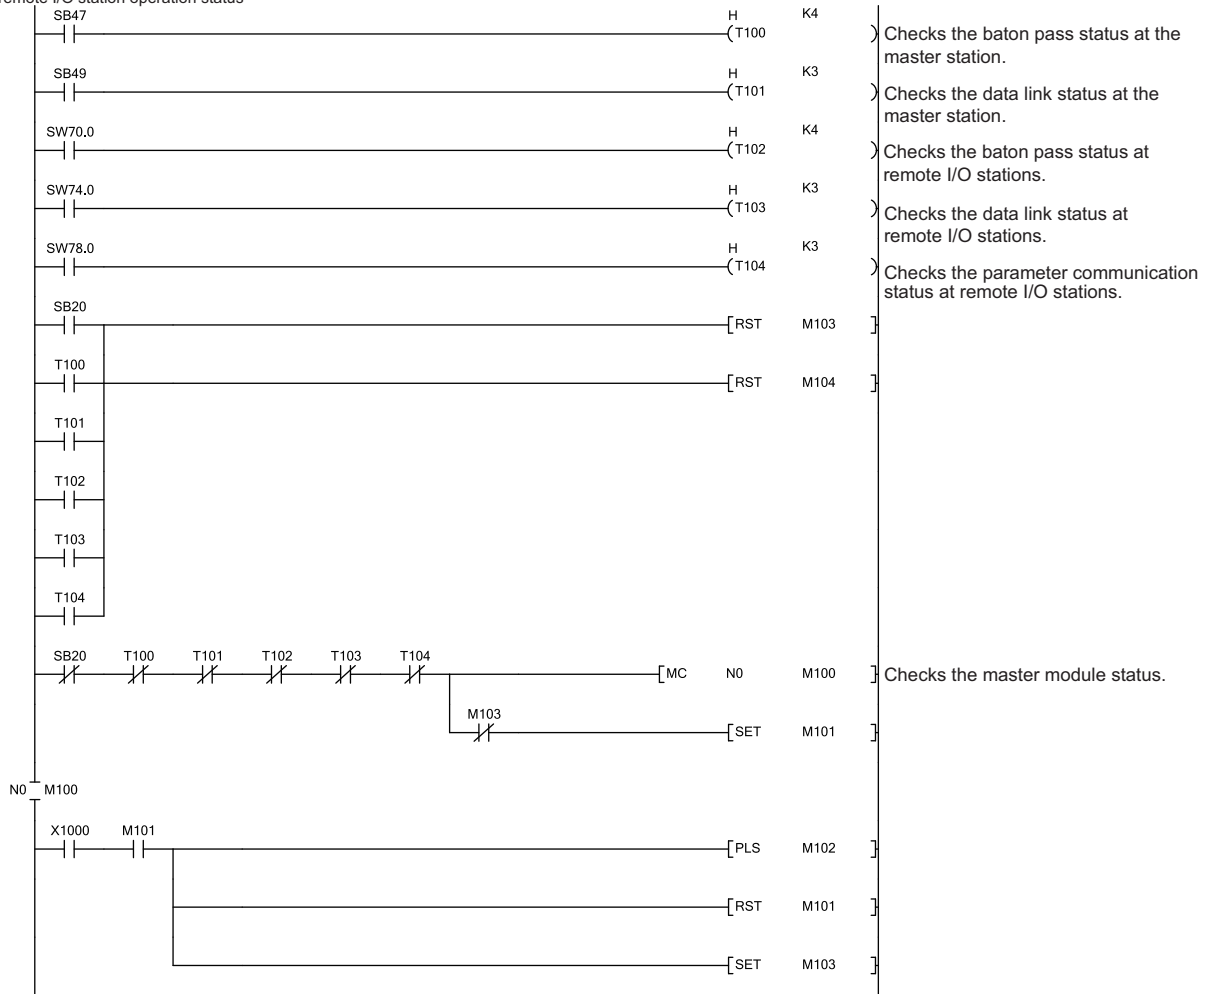 remote I/O station operation status
SB47 H K4
T100
Checks the baton pass status at the
master station.
SB49 H K3
T101
Checks the data link status at the
master station.
SW70.0 H K4
T102
Checks the baton pass status at
remote I/O stations.
SW74.0 H K3
T103
Checks the data link status at
remote I/O stations.
SW78.0 H K3
T104
Checks the parameter communication
status at remote I/O stations.
SB20
RST M103
T100
RST M104
T101
T102
T103
T104
SB20 T100 T101 T102 T103 T104
MC N0 M100 Checks the master module status.
M103
SET M101
N0 M100
X1000 M101
PLS M102
RST M101
SET M103